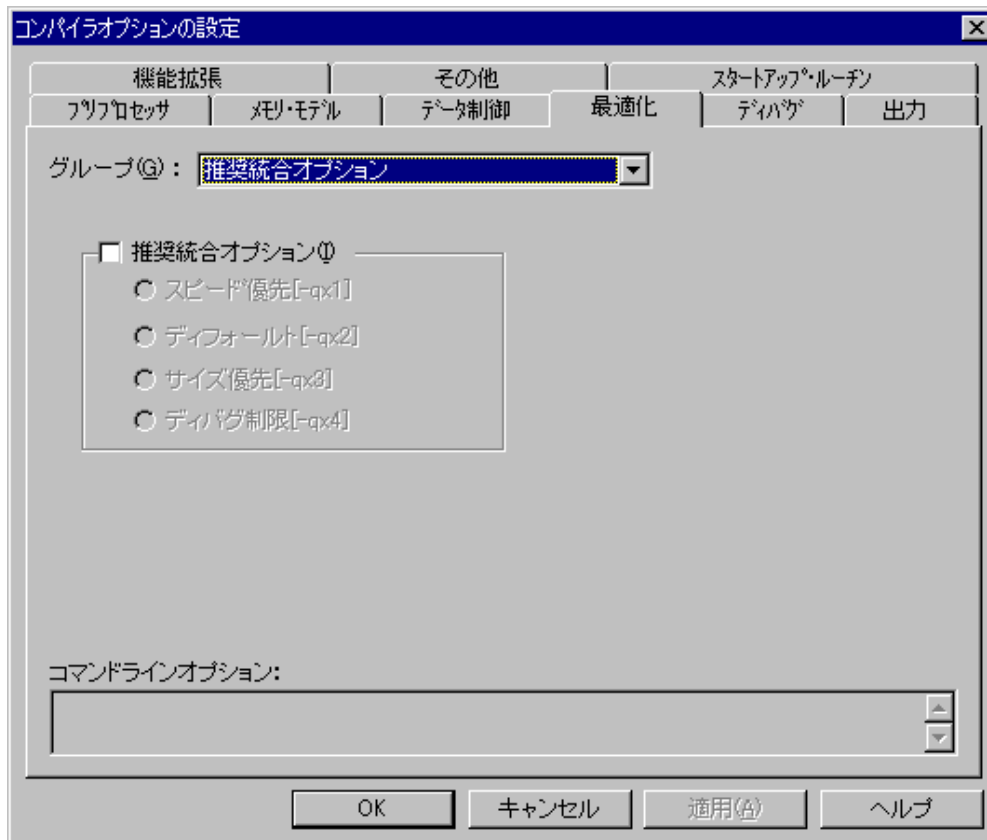 コンパイラオプションの設定
機能拡張 その他 ｽﾀｰﾄｱｯﾌﾟ･ﾙｰﾁﾝ
ﾌﾟﾘﾌﾟﾛｾｯｻ ﾒﾓﾘ･ﾓﾃﾞﾙ ﾃﾞｰﾀ制御 最適化 ﾃﾞｨﾊﾞｸﾞ 出力
グループ(G)： 推奨統合オプション
推奨統合オプション(I)
スピード優先[-qx1]
ディフォールト[-qx2]
サイズ優先[-qx3]
ディバグ制限[-qx4]
コマンドラインオプション:
OK キャンセル 適用(A) ヘルプ